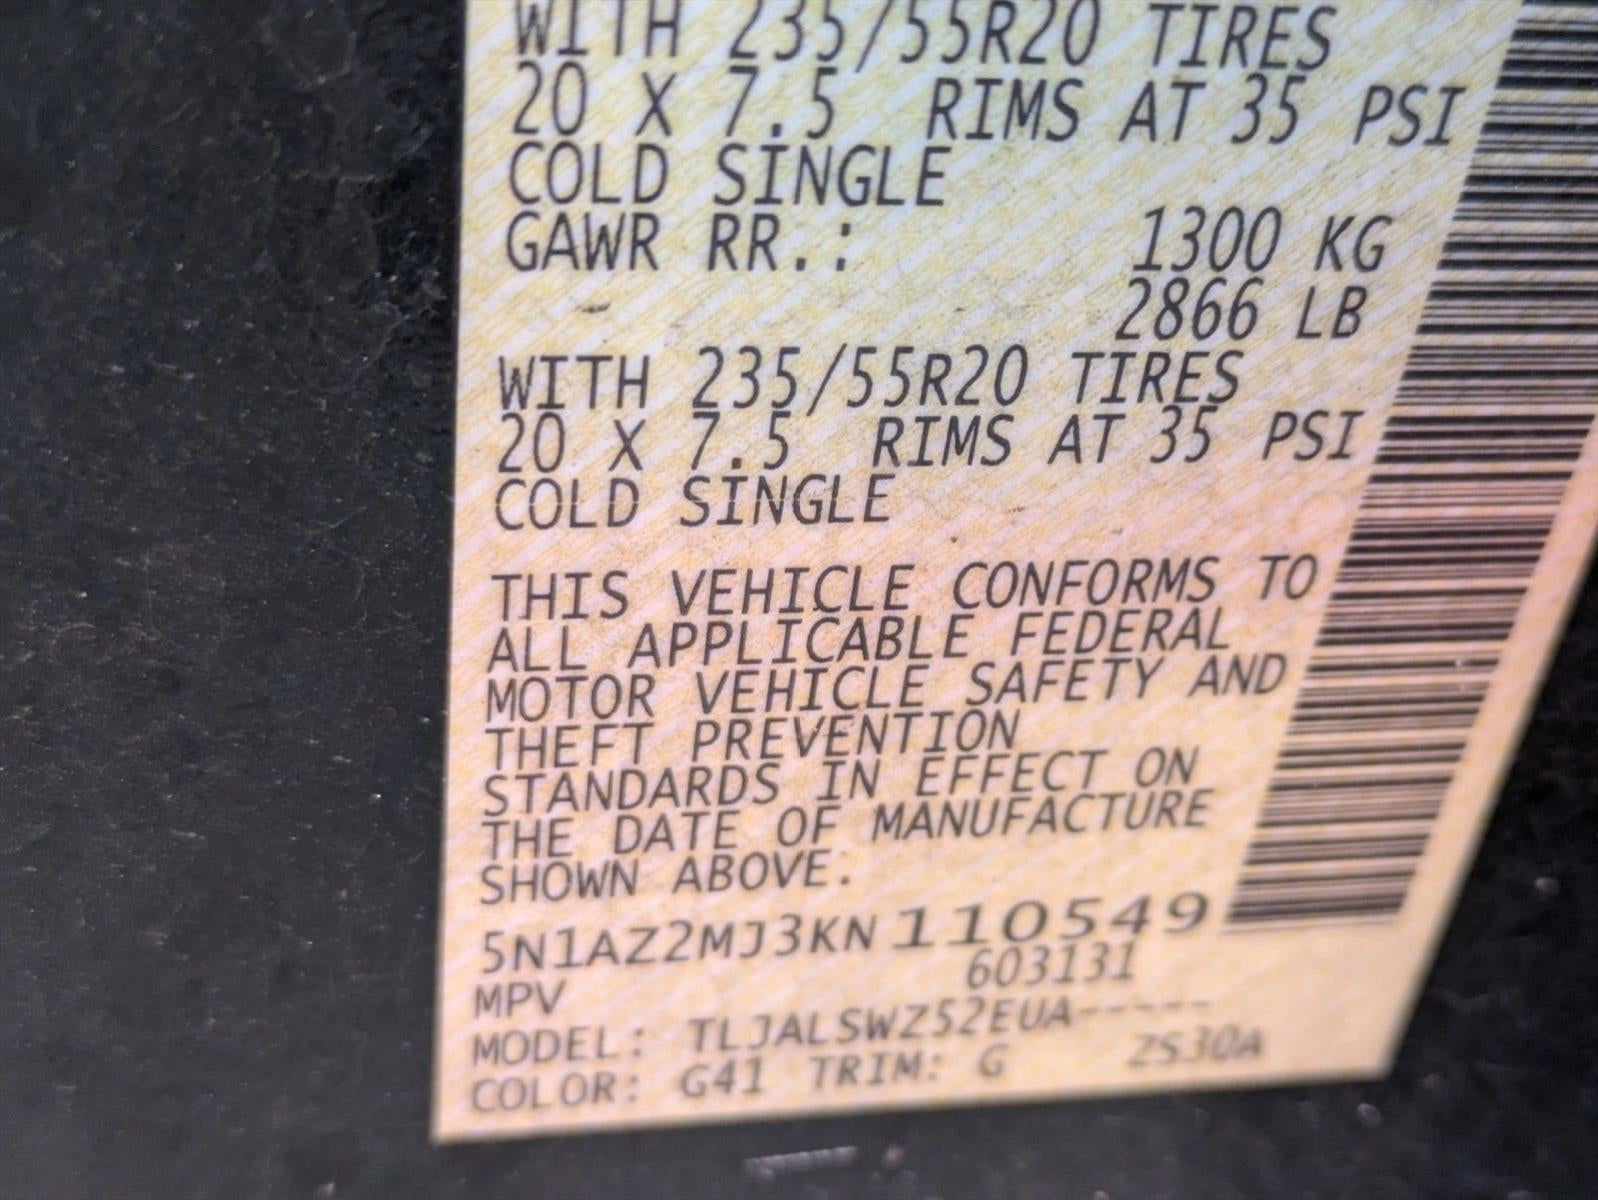 WITH 235/55R20 TIRES
20 X 7.5 RIMS AT 35 PSI
COLD SINGLE
GAWR RR.: 1300 KG
2866 LB
WITH 235/55R20 TIRES
20 X 7.5 RIMS AT 35 PSI
COLD SINGLE
THIS VEHICLE CONFORMS TO
ALL APPLICABLE FEDERAL
MOTOR VEHICLE SAFETY AND
THEFT PREVENTION
STANDARDS IN EFFECT ON
THE DATE OF MANUFACTURE
SHOWN ABOVE.
5N1AZ2MJ3KN110549
603131
MPV
MODEL: TLJALSWZ52EUA-----
COLOR: G41 TRIM: G ZS30A